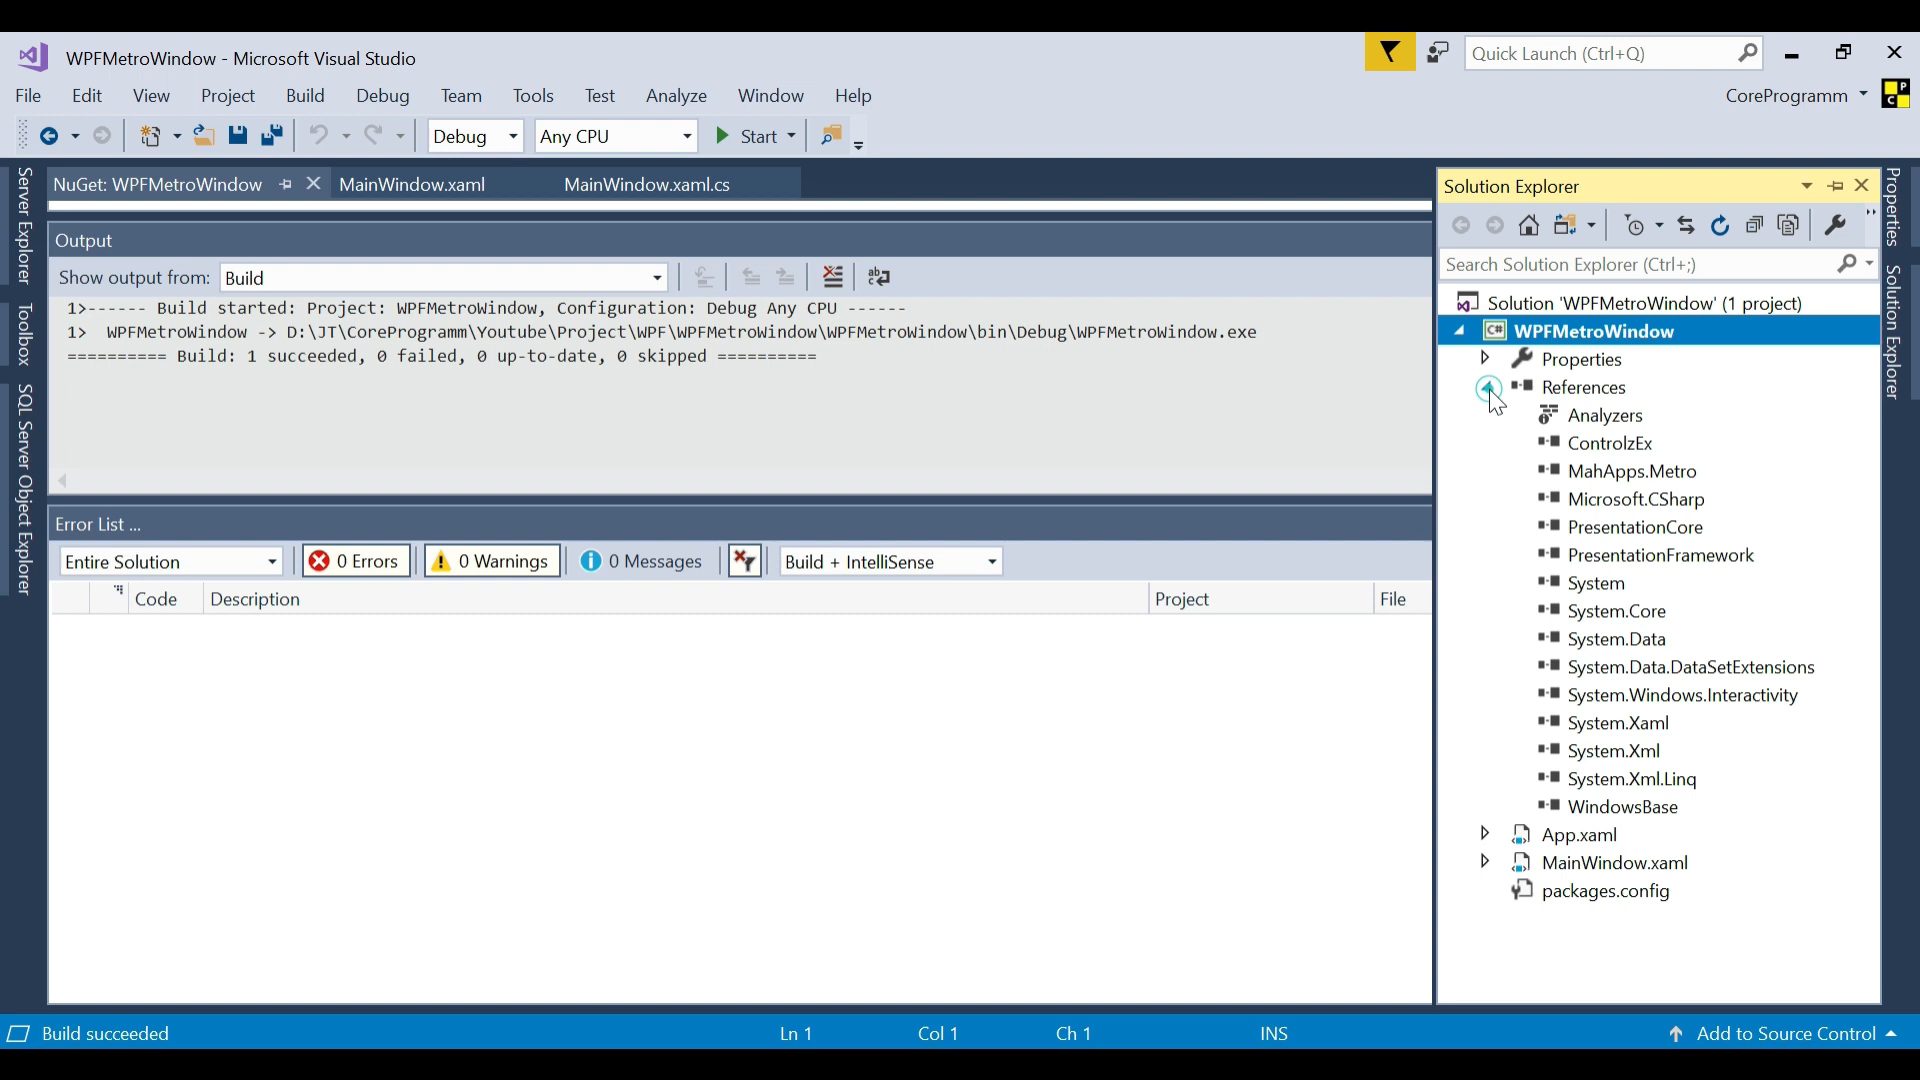 WPFMetroWindow - Microsoft Visual Studio
Quick Launch (Ctrl+Q)
File Edit View Project Build Debug Team Tools Test Analyze Window Help
CoreProgramm
Debug Any CPU Start
NuGet: WPFMetroWindow MainWindow.xaml MainWindow.xaml.cs
Output
Show output from: Build
1>------ Build started: Project: WPFMetroWindow, Configuration: Debug Any CPU ------
1> WPFMetroWindow -> D:\JT\CoreProgramm\Youtube\Project\WPF\WPFMetroWindow\WPFMetroWindow\bin\Debug\WPFMetroWindow.exe
========== Build: 1 succeeded, 0 failed, 0 up-to-date, 0 skipped ==========
Error List ...
Entire Solution 0 Errors 0 Warnings 0 Messages Build + IntelliSense
Code Description Project File
Server Explorer
Toolbox
SQL Server Object Explorer
Solution Explorer
Search Solution Explorer (Ctrl+;)
Solution 'WPFMetroWindow' (1 project)
C# WPFMetroWindow
Properties
References
Analyzers
ControlzEx
MahApps.Metro
Microsoft.CSharp
PresentationCore
PresentationFramework
System
System.Core
System.Data
System.Data.DataSetExtensions
System.Windows.Interactivity
System.Xaml
System.Xml
System.Xml.Linq
WindowsBase
App.xaml
MainWindow.xaml
packages.config
Properties
Solution Explorer
Build succeeded Ln 1 Col 1 Ch 1 INS Add to Source Control